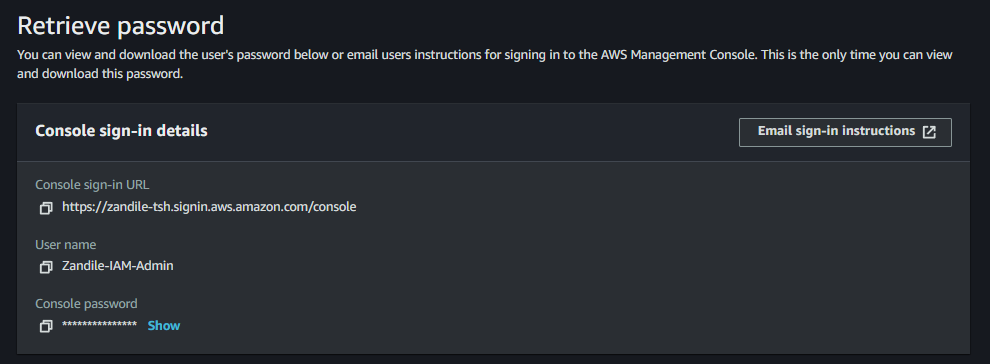 Retrieve password
You can view and download the user's password below or email users instructions for signing in to the AWS Management Console. This is the only time you can view
and download this password.
Console sign-in details
Email sign-in instructions
Console sign-in URL
https://zandile-tsh.signin.aws.amazon.com/console
User name
Zandile-IAM-Admin
Console password
*************** Show